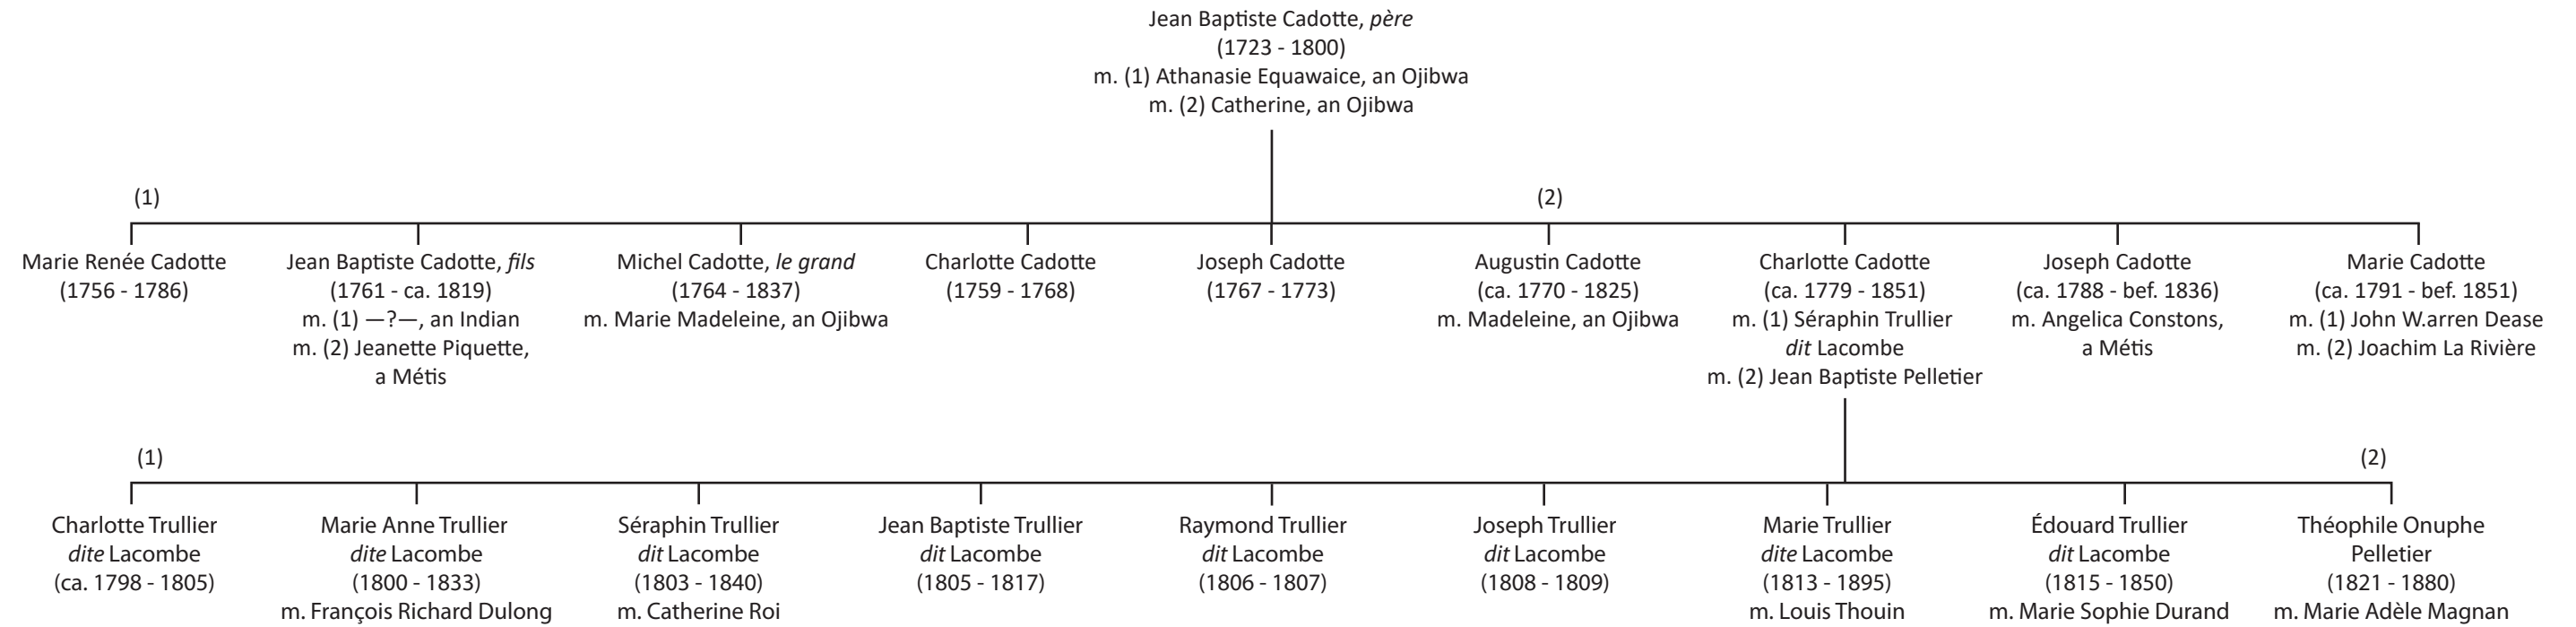 Jean Baptiste Cadotte, père
(1723 - 1800)
m. (1) Athanasie Equawaice, an Ojibwa
m. (2) Catherine, an Ojibwa
(1)
(2)
Marie Renée Cadotte
(1756 - 1786)
Jean Baptiste Cadotte, fils
(1761 - ca. 1819)
m. (1) —?—, an Indian
m. (2) Jeanette Piquette,
a Métis
Michel Cadotte, le grand
(1764 - 1837)
m. Marie Madeleine, an Ojibwa
Charlotte Cadotte
(1759 - 1768)
Joseph Cadotte
(1767 - 1773)
Augustin Cadotte
(ca. 1770 - 1825)
m. Madeleine, an Ojibwa
Charlotte Cadotte
(ca. 1779 - 1851)
m. (1) Séraphin Trullier
dit Lacombe
m. (2) Jean Baptiste Pelletier
Joseph Cadotte
(ca. 1788 - bef. 1836)
m. Angelica Constons,
a Métis
Marie Cadotte
(ca. 1791 - bef. 1851)
m. (1) John W.arren Dease
m. (2) Joachim La Rivière
(1)
(2)
Charlotte Trullier
dite Lacombe
(ca. 1798 - 1805)
Marie Anne Trullier
dite Lacombe
(1800 - 1833)
m. François Richard Dulong
Séraphin Trullier
dit Lacombe
(1803 - 1840)
m. Catherine Roi
Jean Baptiste Trullier
dit Lacombe
(1805 - 1817)
Raymond Trullier
dit Lacombe
(1806 - 1807)
Joseph Trullier
dit Lacombe
(1808 - 1809)
Marie Trullier
dite Lacombe
(1813 - 1895)
m. Louis Thouin
Édouard Trullier
dit Lacombe
(1815 - 1850)
m. Marie Sophie Durand
Théophile Onuphe
Pelletier
(1821 - 1880)
m. Marie Adèle Magnan